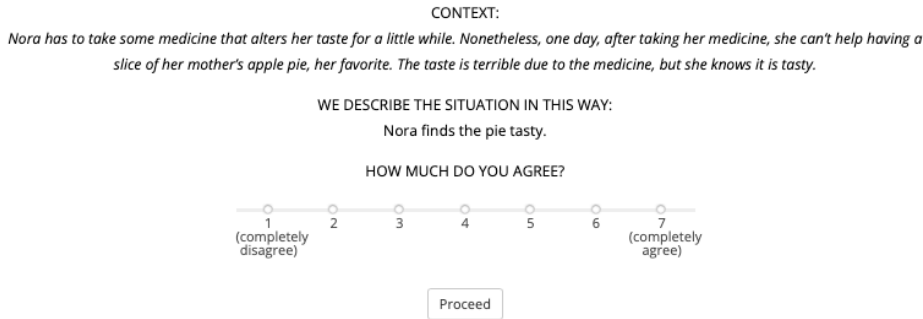 CONTEXT:
Nora has to take some medicine that alters her taste for a little while. Nonetheless, one day, after taking her medicine, she can't help having a
slice of her mother's apple pie, her favorite. The taste is terrible due to the medicine, but she knows it is tasty.
WE DESCRIBE THE SITUATION IN THIS WAY:
Nora finds the pie tasty.
HOW MUCH DO YOU AGREE?
1 2 3 4 5 6 7
(completely (completely
disagree) agree)
Proceed